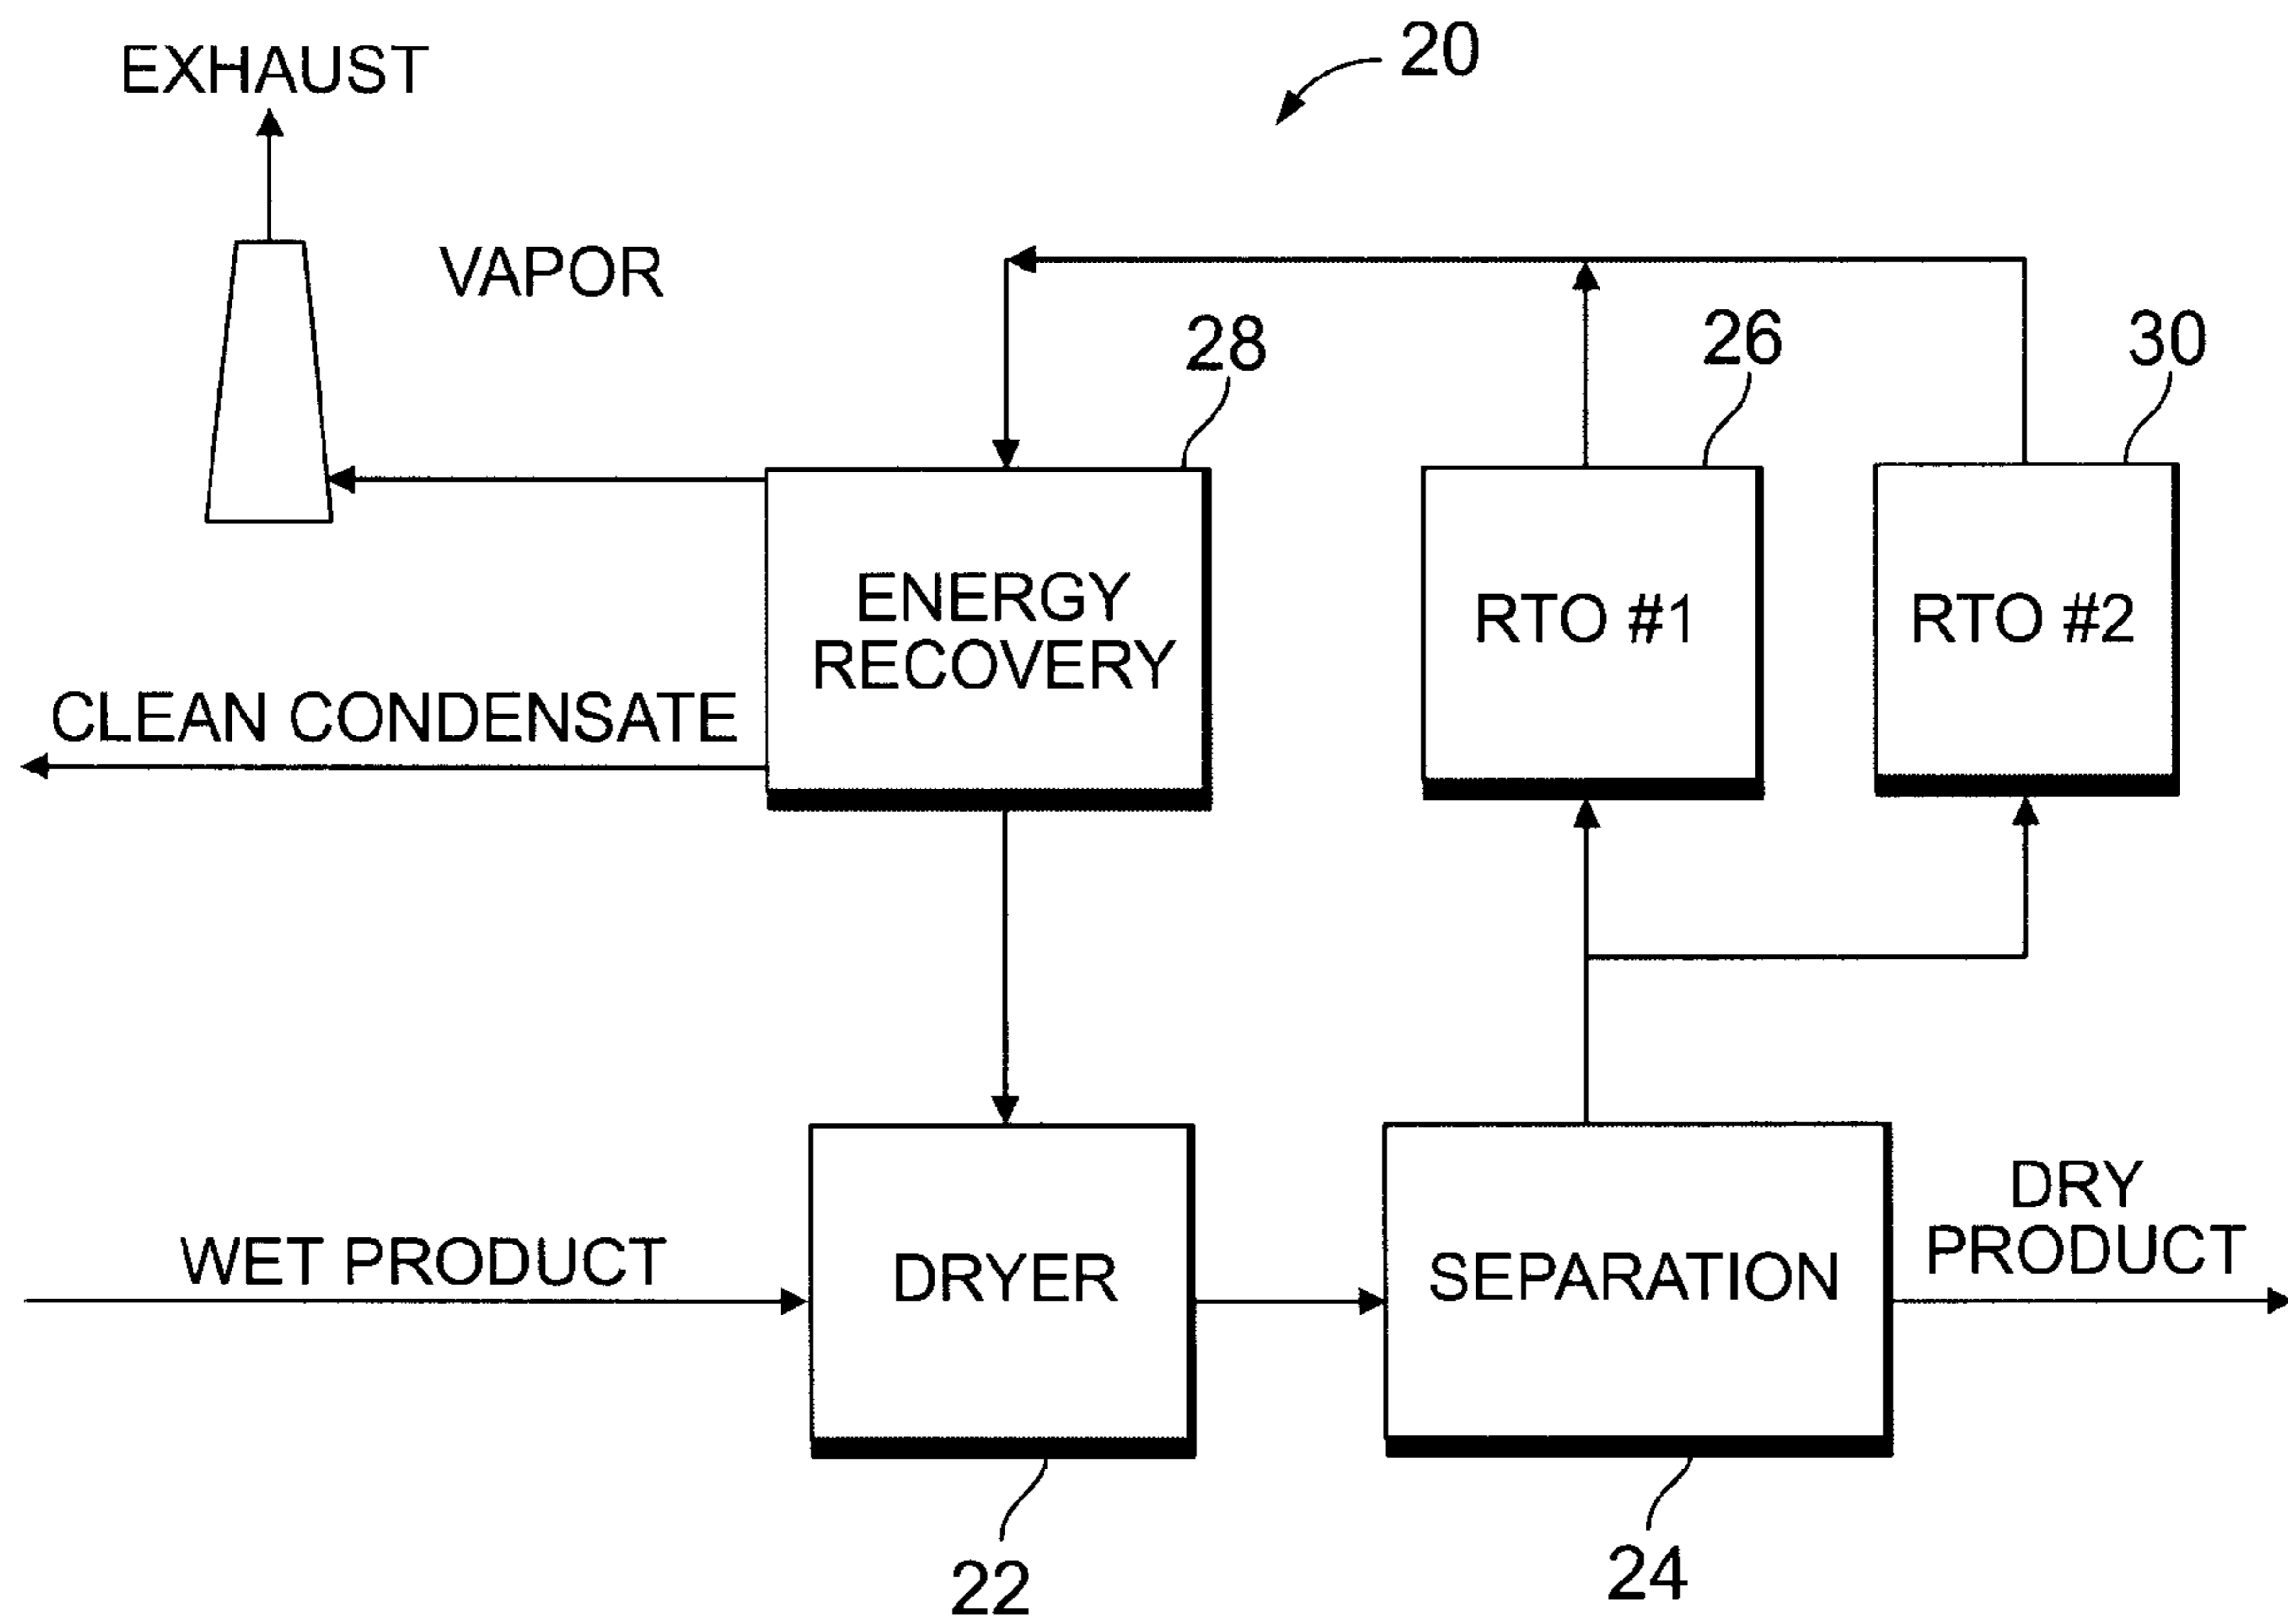 20
EXHAUST
VAPOR
28
26
30
ENERGY
RECOVERY
RTO #1
RTO #2
CLEAN CONDENSATE
WET PRODUCT
DRYER
SEPARATION
DRY
PRODUCT
22
24